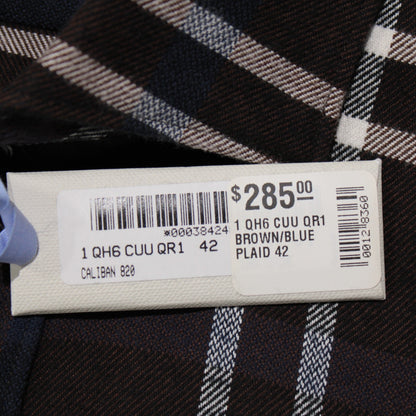 *00038424
1 QH6 CUU QR1 42
CALIBAN 820
$285.00
1 QH6 CUU QR1
BROWN/BLUE
PLAID 42
00128360